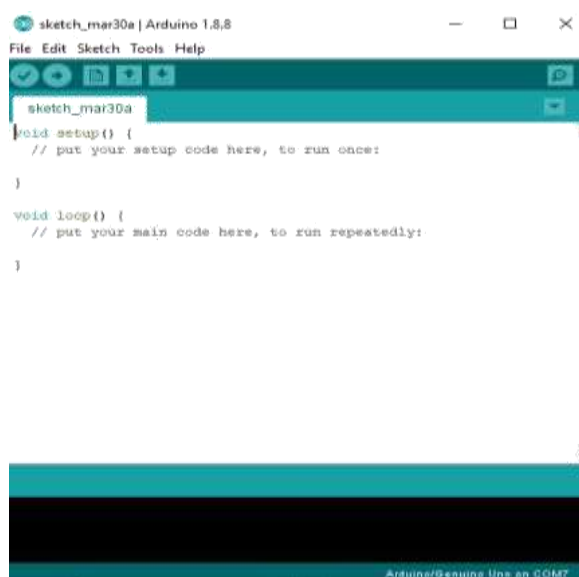 sketch_mar30a | Arduino 1.8.8
File Edit Sketch Tools Help
sketch_mar30a
void setup() {
// put your setup code here, to run once:
}
void loop() {
// put your main code here, to run repeatedly:
}
Arduino/Genuino Uno on COM7